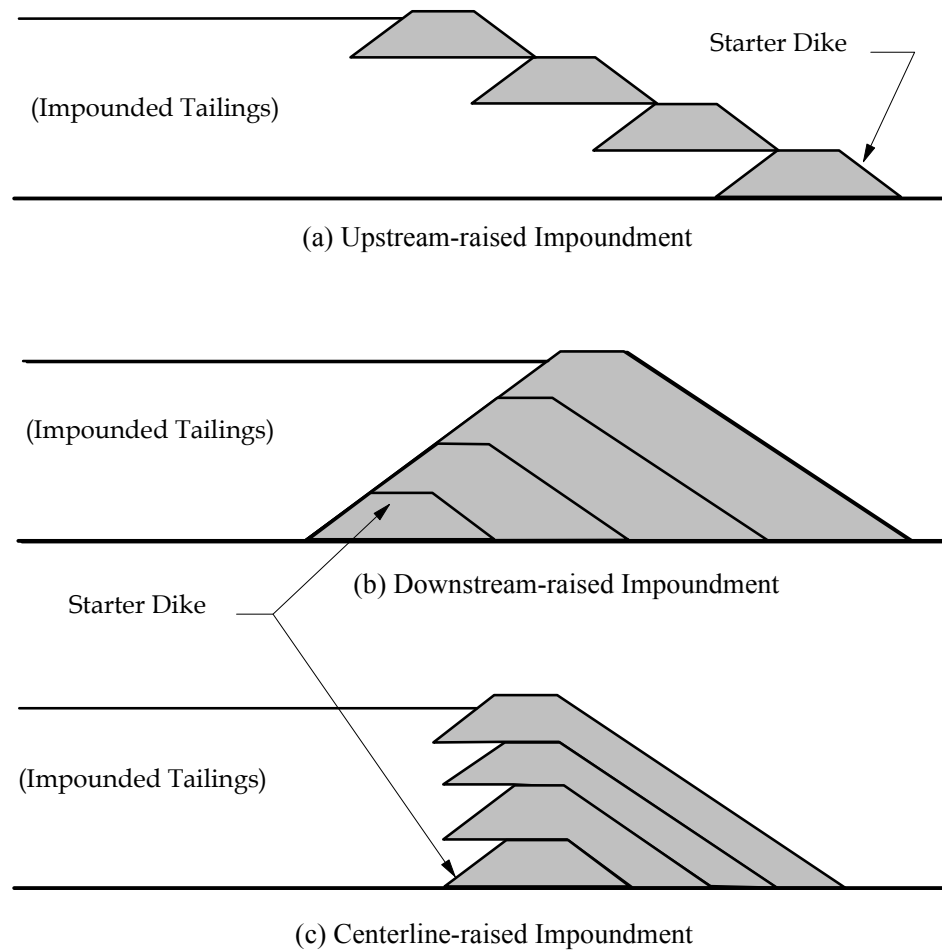 Starter Dike
(Impounded Tailings)
(a) Upstream-raised Impoundment
(Impounded Tailings)
(b) Downstream-raised Impoundment
Starter Dike
(Impounded Tailings)
(c) Centerline-raised Impoundment